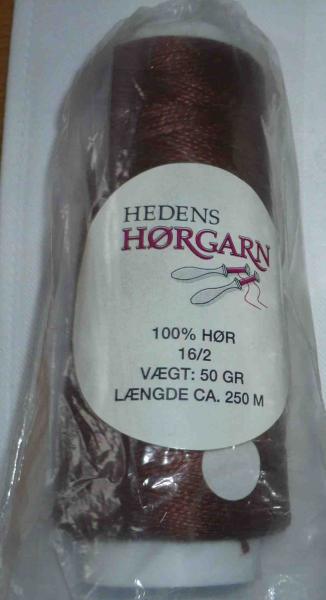 HEDENS
HØRGARN
100% HØR
16/2
VÆGT: 50 GR
LÆNGDE CA. 250 M